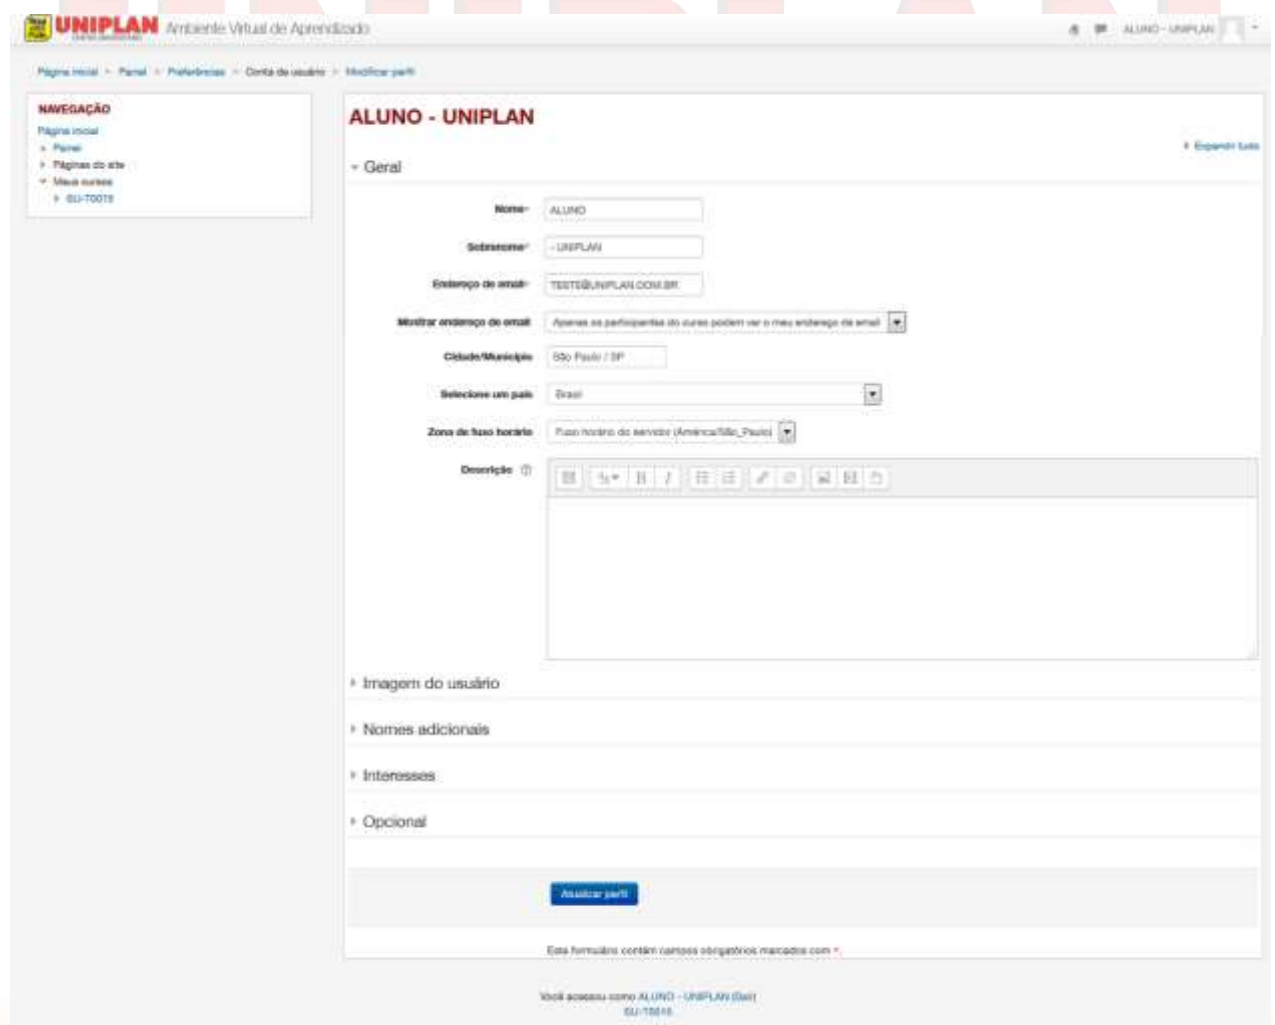 UNIPLAN Ambiente Virtual de Aprendizado
ALUNO - UNIPLAN
Página inicial Painel Preferências Conta de usuário Modificar perfil
NAVEGAÇÃO
Página inicial
Painel
Páginas do site
Meus cursos
ALUNO - UNIPLAN
Expandir tudo
Geral
Nome* ALUNO
Sobrenome* - UNIPLAN
Endereço de email* TESTE@UNIPLAN.COM.BR
Mostrar endereço de email Apenas os participantes do curso podem ver o meu endereço de email
Cidade/Município São Paulo / SP
Selecione um país Brasil
Zona de fuso horário Fuso horário do servidor (América/São_Paulo)
Descrição
Imagem do usuário
Nomes adicionais
Interesses
Opcional
Atualizar perfil
Este formulário contém campos obrigatórios marcados com *.
Você acessou como ALUNO - UNIPLAN (Sair)